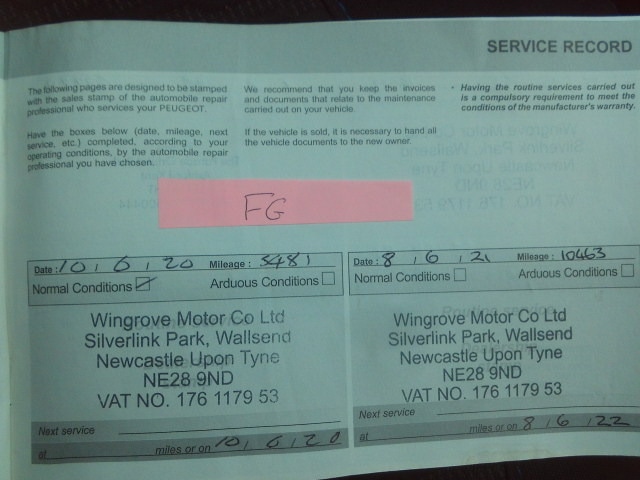 SERVICE RECORD
The following pages are designed to be stamped
with the sales stamp of the automobile repair
professional who services your PEUGEOT.
Have the boxes below (date, mileage, next
service, etc.) completed, according to your
operating conditions, by the automobile repair
professional you have chosen.
We recommend that you keep the invoices
and documents that relate to the maintenance
carried out on your vehicle.
If the vehicle is sold, it is necessary to hand all
the vehicle documents to the new owner.
• Having the routine services carried out
is a compulsory requirement to meet the
conditions of the manufacturer's warranty.
FG
Date : 10 , 6 , 20 Mileage : 5481
Normal Conditions Arduous Conditions
Wingrove Motor Co Ltd
Silverlink Park, Wallsend
Newcastle Upon Tyne
NE28 9ND
VAT NO. 176 1179 53
Next service
at miles or on 10 , 6 , 20
Date : 8 , 6 , 21 Mileage : 10463
Normal Conditions Arduous Conditions
Wingrove Motor Co Ltd
Silverlink Park, Wallsend
Newcastle Upon Tyne
NE28 9ND
VAT NO. 176 1179 53
Next service
at miles or on 8 , 6 , 22